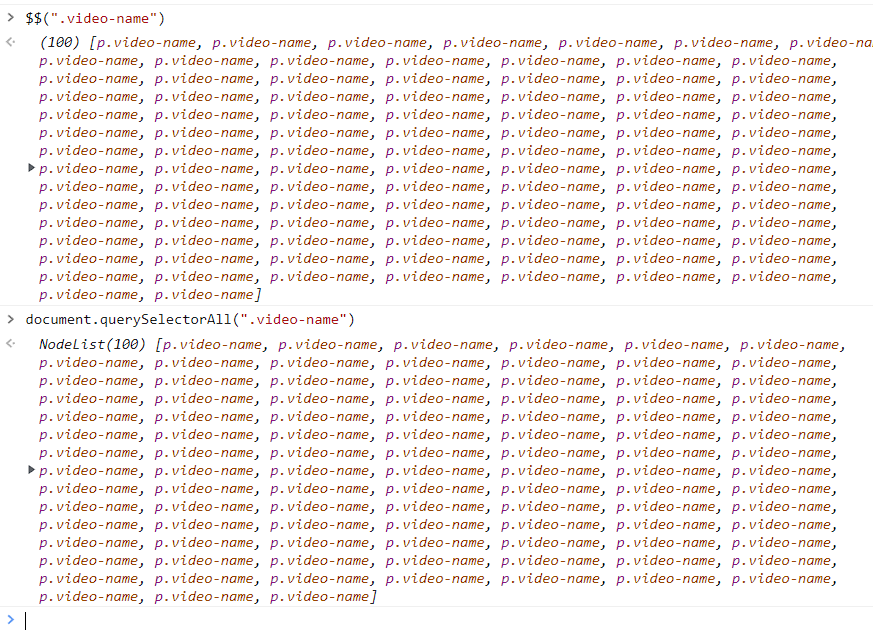 > $$(".video-name")
(100) [p.video-name, p.video-name, p.video-name, p.video-name, p.video-name, p.video-name, p.video-na
p.video-name, p.video-name, p.video-name, p.video-name, p.video-name, p.video-name, p.video-name,
p.video-name, p.video-name, p.video-name, p.video-name, p.video-name, p.video-name, p.video-name,
p.video-name, p.video-name, p.video-name, p.video-name, p.video-name, p.video-name, p.video-name,
p.video-name, p.video-name, p.video-name, p.video-name, p.video-name, p.video-name, p.video-name,
p.video-name, p.video-name, p.video-name, p.video-name, p.video-name, p.video-name, p.video-name,
p.video-name, p.video-name, p.video-name, p.video-name, p.video-name, p.video-name, p.video-name,
p.video-name, p.video-name, p.video-name, p.video-name, p.video-name, p.video-name, p.video-name,
p.video-name, p.video-name, p.video-name, p.video-name, p.video-name, p.video-name, p.video-name,
p.video-name, p.video-name, p.video-name, p.video-name, p.video-name, p.video-name, p.video-name,
p.video-name, p.video-name, p.video-name, p.video-name, p.video-name, p.video-name, p.video-name,
p.video-name, p.video-name, p.video-name, p.video-name, p.video-name, p.video-name, p.video-name,
p.video-name, p.video-name, p.video-name, p.video-name, p.video-name, p.video-name, p.video-name,
p.video-name, p.video-name, p.video-name, p.video-name, p.video-name, p.video-name, p.video-name,
p.video-name, p.video-name]
> document.querySelectorAll(".video-name")
NodeList(100) [p.video-name, p.video-name, p.video-name, p.video-name, p.video-name, p.video-name,
p.video-name, p.video-name, p.video-name, p.video-name, p.video-name, p.video-name, p.video-name,
p.video-name, p.video-name, p.video-name, p.video-name, p.video-name, p.video-name, p.video-name,
p.video-name, p.video-name, p.video-name, p.video-name, p.video-name, p.video-name, p.video-name,
p.video-name, p.video-name, p.video-name, p.video-name, p.video-name, p.video-name, p.video-name,
p.video-name, p.video-name, p.video-name, p.video-name, p.video-name, p.video-name, p.video-name,
p.video-name, p.video-name, p.video-name, p.video-name, p.video-name, p.video-name, p.video-name,
p.video-name, p.video-name, p.video-name, p.video-name, p.video-name, p.video-name, p.video-name,
p.video-name, p.video-name, p.video-name, p.video-name, p.video-name, p.video-name, p.video-name,
p.video-name, p.video-name, p.video-name, p.video-name, p.video-name, p.video-name, p.video-name,
p.video-name, p.video-name, p.video-name, p.video-name, p.video-name, p.video-name, p.video-name,
p.video-name, p.video-name, p.video-name, p.video-name, p.video-name, p.video-name, p.video-name,
p.video-name, p.video-name, p.video-name, p.video-name, p.video-name, p.video-name, p.video-name,
p.video-name, p.video-name, p.video-name, p.video-name, p.video-name, p.video-name, p.video-name,
p.video-name, p.video-name, p.video-name]
>